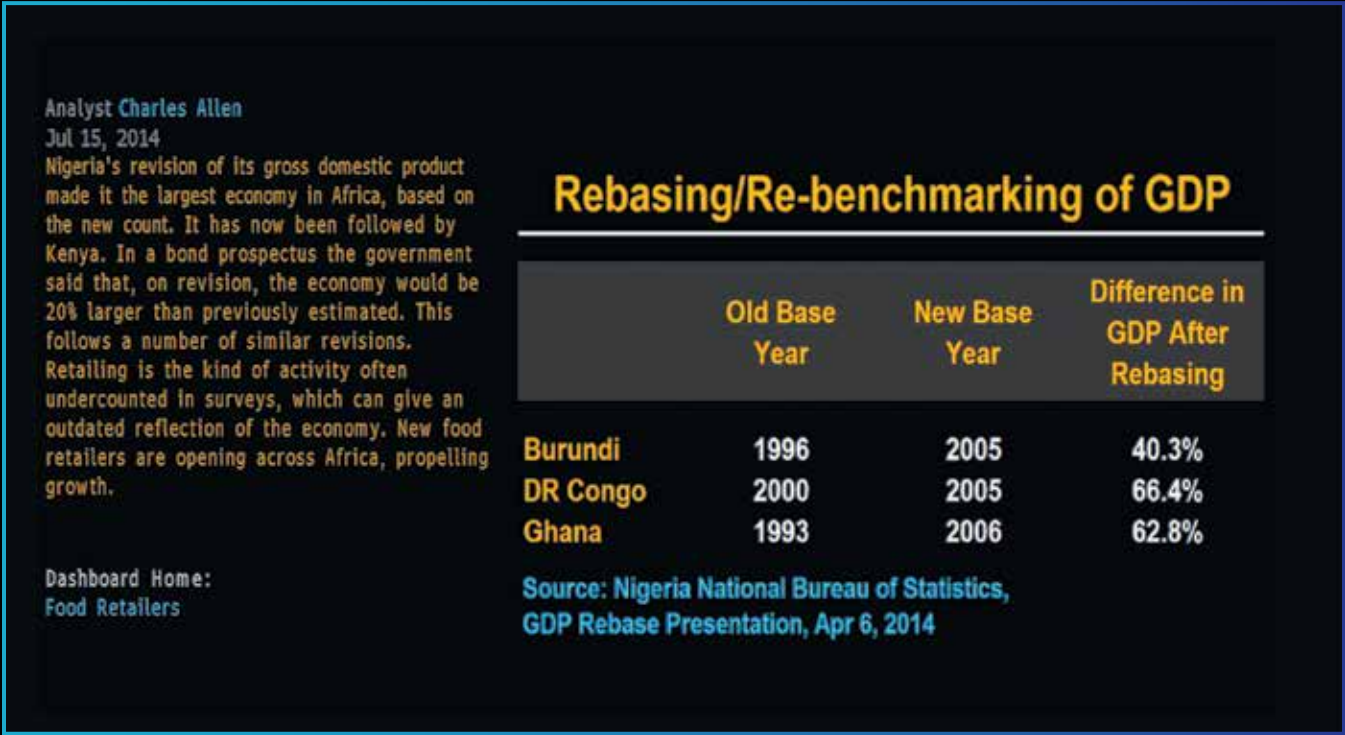 Analyst Charles Allen
Jul 15, 2014
Nigeria's revision of its gross domestic product
made it the largest economy in Africa, based on
the new count. It has now been followed by
Kenya. In a bond prospectus the government
said that, on revision, the economy would be
20% larger than previously estimated. This
follows a number of similar revisions.
Retailing is the kind of activity often
undercounted in surveys, which can give an
outdated reflection of the economy. New food
retailers are opening across Africa, propelling
growth.
Dashboard Home:
Food Retailers
Rebasing/Re-benchmarking of GDP
Old Base Year New Base Year Difference in GDP After Rebasing
Burundi 1996 2005 40.3%
DR Congo 2000 2005 66.4%
Ghana 1993 2006 62.8%
Source: Nigeria National Bureau of Statistics,
GDP Rebase Presentation, Apr 6, 2014